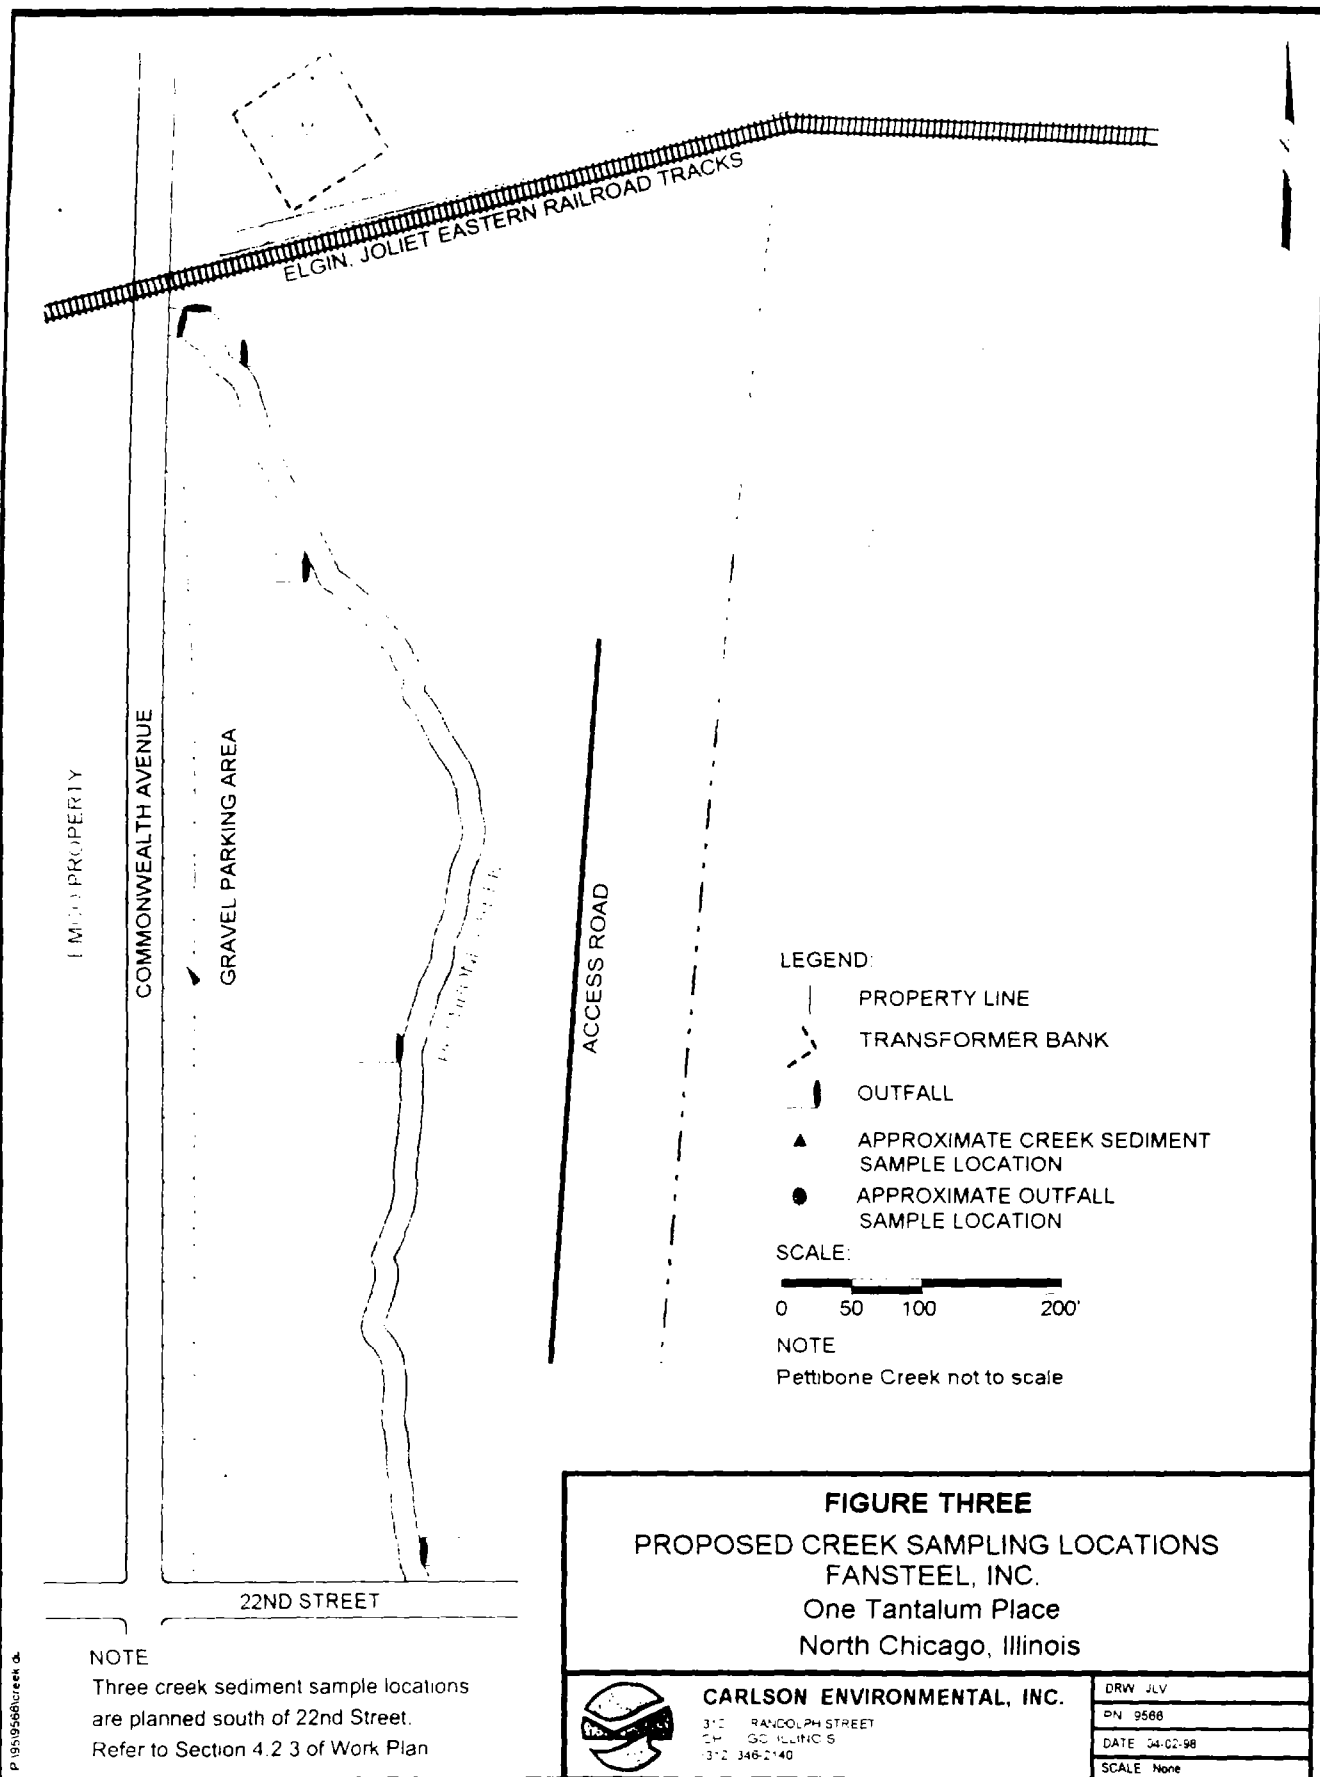 ELGIN, JOLIET EASTERN RAILROAD TRACKS
PROPERTY
COMMONWEALTH AVENUE
GRAVEL PARKING AREA
ACCESS ROAD
LEGEND:
PROPERTY LINE
TRANSFORMER BANK
OUTFALL
APPROXIMATE CREEK SEDIMENT
SAMPLE LOCATION
APPROXIMATE OUTFALL
SAMPLE LOCATION
SCALE:
0 50 100 200'
NOTE
Pettibone Creek not to scale
22ND STREET
NOTE
Three creek sediment sample locations
are planned south of 22nd Street.
Refer to Section 4.2 3 of Work Plan
FIGURE THREE
PROPOSED CREEK SAMPLING LOCATIONS
FANSTEEL, INC.
One Tantalum Place
North Chicago, Illinois
CARLSON ENVIRONMENTAL, INC.
RANDOLPH STREET
346-2140
DRW JLV
PN 9566
DATE 04-02-98
SCALE None